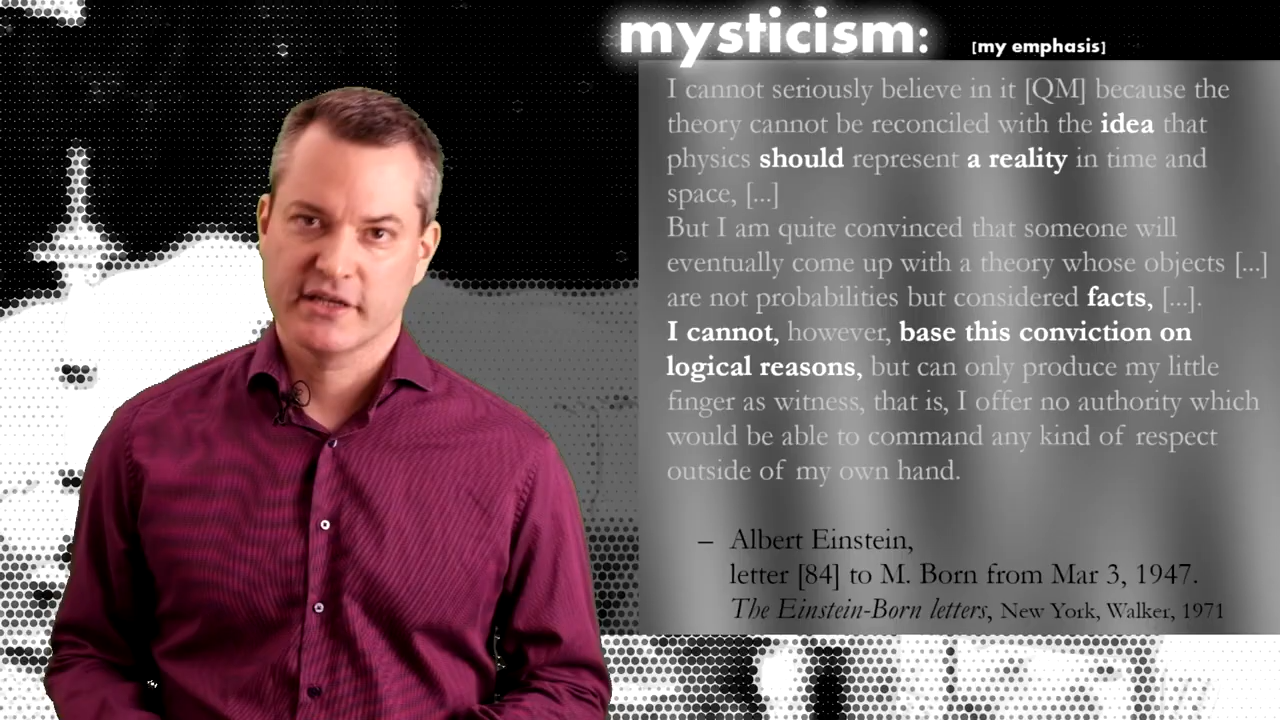 mysticism: [my emphasis]
I cannot seriously believe in it [QM] because the
theory cannot be reconciled with the idea that
physics should represent a reality in time and
space, [...]
But I am quite convinced that someone will
eventually come up with a theory whose objects [...]
are not probabilities but considered facts, [...].
I cannot, however, base this conviction on
logical reasons, but can only produce my little
finger as witness, that is, I offer no authority which
would be able to command any kind of respect
outside of my own hand.
– Albert Einstein,
letter [84] to M. Born from Mar 3, 1947.
The Einstein-Born letters, New York, Walker, 1971